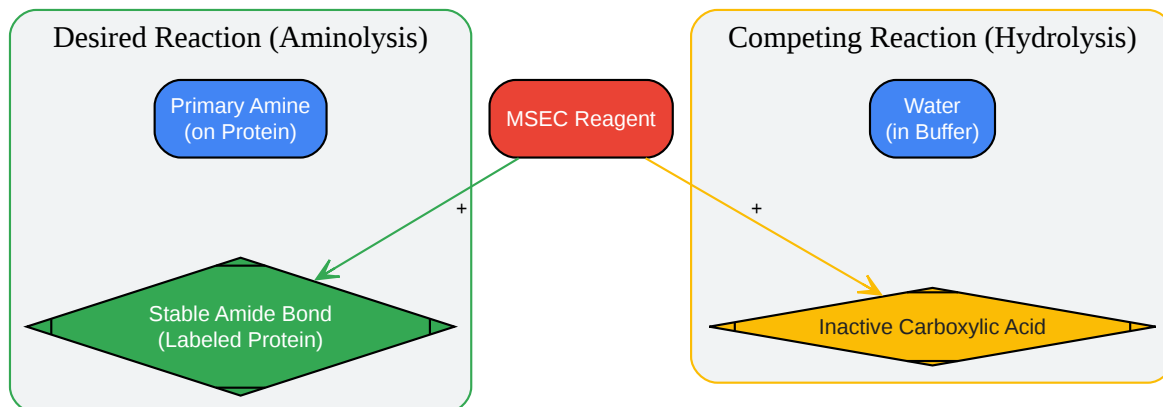 Desired Reaction (Aminolysis)
Competing Reaction (Hydrolysis)
Primary Amine
(on Protein)
MSEC Reagent
Water
(in Buffer)
+
+
Stable Amide Bond
(Labeled Protein)
Inactive Carboxylic Acid